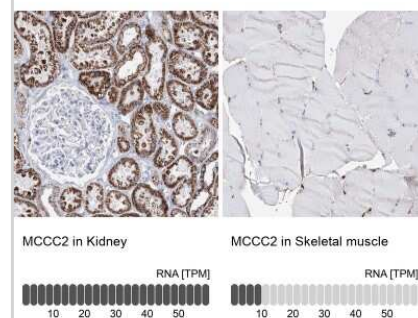 MCCC2 in Kidney
RNA [TPM]
10 20 30 40 50
MCCC2 in Skeletal muscle
RNA [TPM]
10 20 30 40 50